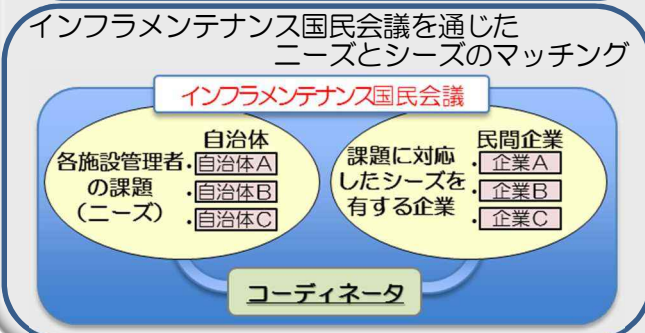 インフラメンテナンス国民会議を通じた
ニーズとシーズのマッチング
インフラメンテナンス国民会議
各施設管理者
の課題
（ニーズ）
自治体
・自治体A
・自治体B
・自治体C
課題に対応
したシーズを
有する企業
民間企業
・企業A
・企業B
・企業C
コーディネータ